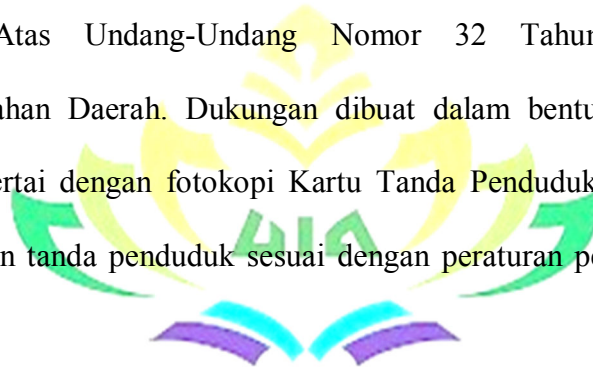 Atas Undang-Undang Nomor 32 Tahu
ahan Daerah. Dukungan dibuat dalam bentu
ertai dengan fotokopi Kartu Tanda Penduduk
n tanda penduduk sesuai dengan peraturan pe